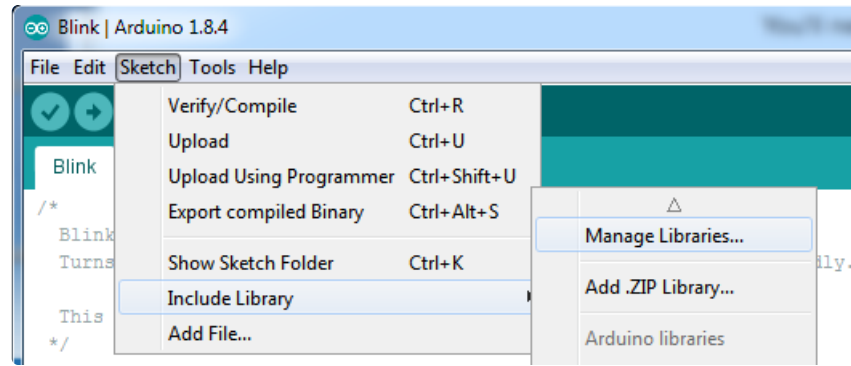 Blink | Arduino 1.8.4
File Edit Sketch Tools Help
Verify/Compile Ctrl+R
Upload Ctrl+U
Blink
Upload Using Programmer Ctrl+Shift+U
/*
Export compiled Binary Ctrl+Alt+S
Blink
Manage Libraries...
Turns
Show Sketch Folder Ctrl+K
Add .ZIP Library...
Include Library
This
Add File...
Arduino libraries
*/